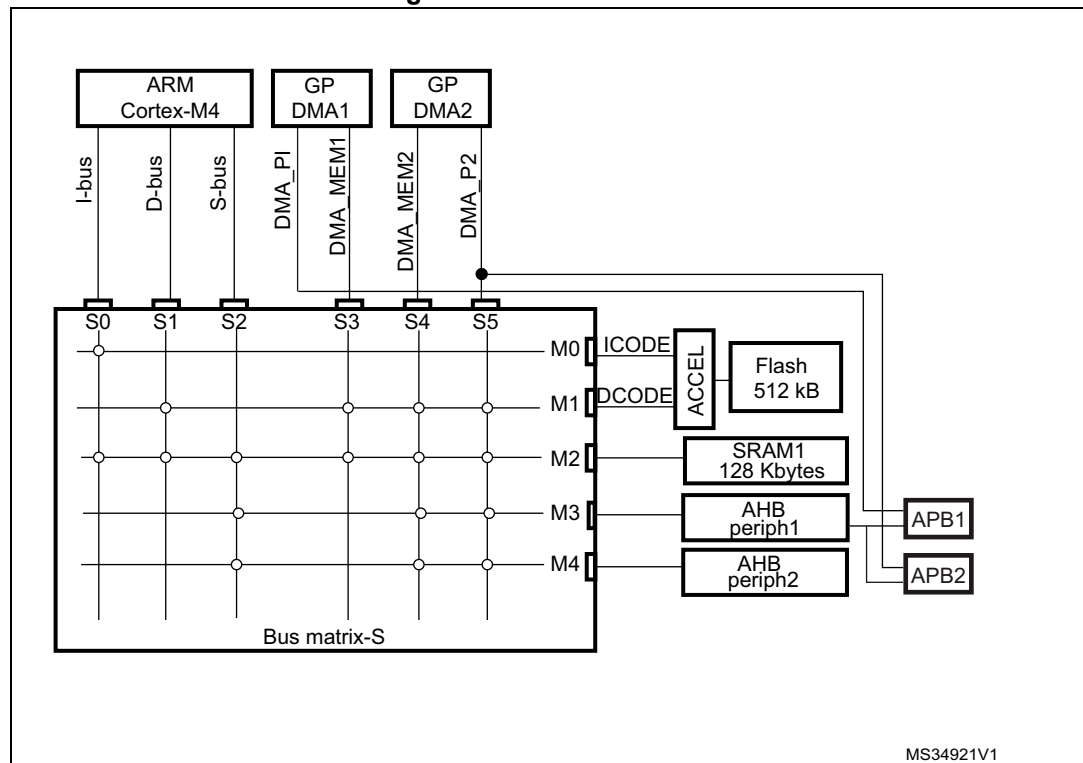 ARM
Cortex-M4
GP
DMA1
GP
DMA2
I-bus
D-bus
S-bus
DMA_PI
DMA_MEM1
DMA_MEM2
DMA_P2
S0 S1 S2 S3 S4 S5
M0
ICODE
M1
DCODE
ACCEL
Flash
512 kB
M2
SRAM1
128 Kbytes
M3
AHB
periph1
APB1
M4
AHB
periph2
APB2
Bus matrix-S
MS34921V1